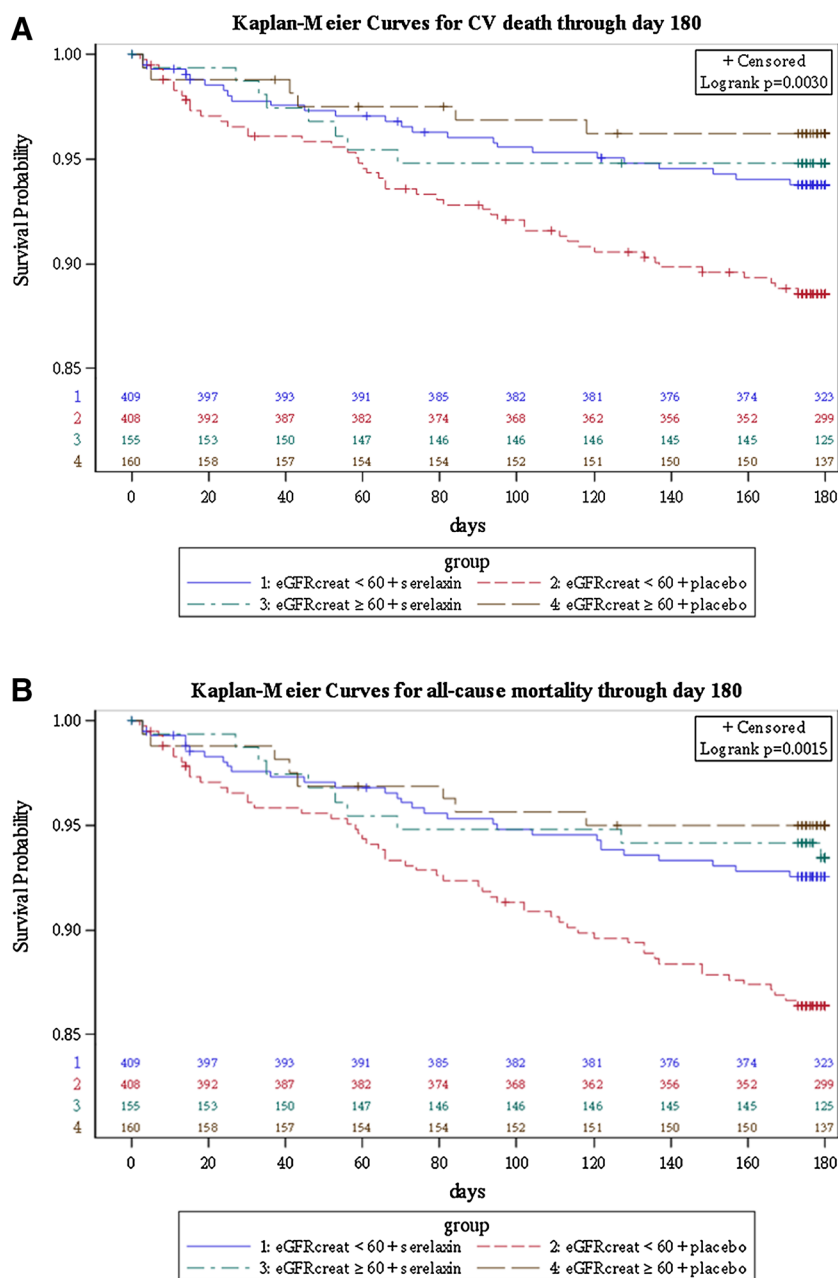 A
Kaplan-Meier Curves for CV death through day 180
+ Censored
Logrank p=0.0030
1.00
0.95
0.90
0.85
Survival Probability
1 409 397 393 391 385 382 381 376 374 323
2 408 392 387 382 374 368 362 356 352 299
3 155 153 150 147 146 146 146 145 145 125
4 160 158 157 154 154 152 151 150 150 137
0 20 40 60 80 100 120 140 160 180
days
group
1: eGFRcreat < 60 + serelaxin 2: eGFRcreat < 60 + placebo
3: eGFRcreat ≥ 60 + serelaxin 4: eGFRcreat ≥ 60 + placebo
B
Kaplan-Meier Curves for all-cause mortality through day 180
+ Censored
Logrank p=0.0015
1.00
0.95
0.90
0.85
Survival Probability
1 409 397 393 391 385 382 381 376 374 323
2 408 392 387 382 374 368 362 356 352 299
3 155 153 150 147 146 146 146 145 145 125
4 160 158 157 154 154 152 151 150 150 137
0 20 40 60 80 100 120 140 160 180
days
group
1: eGFRcreat < 60 + serelaxin 2: eGFRcreat < 60 + placebo
3: eGFRcreat ≥ 60 + serelaxin 4: eGFRcreat ≥ 60 + placebo